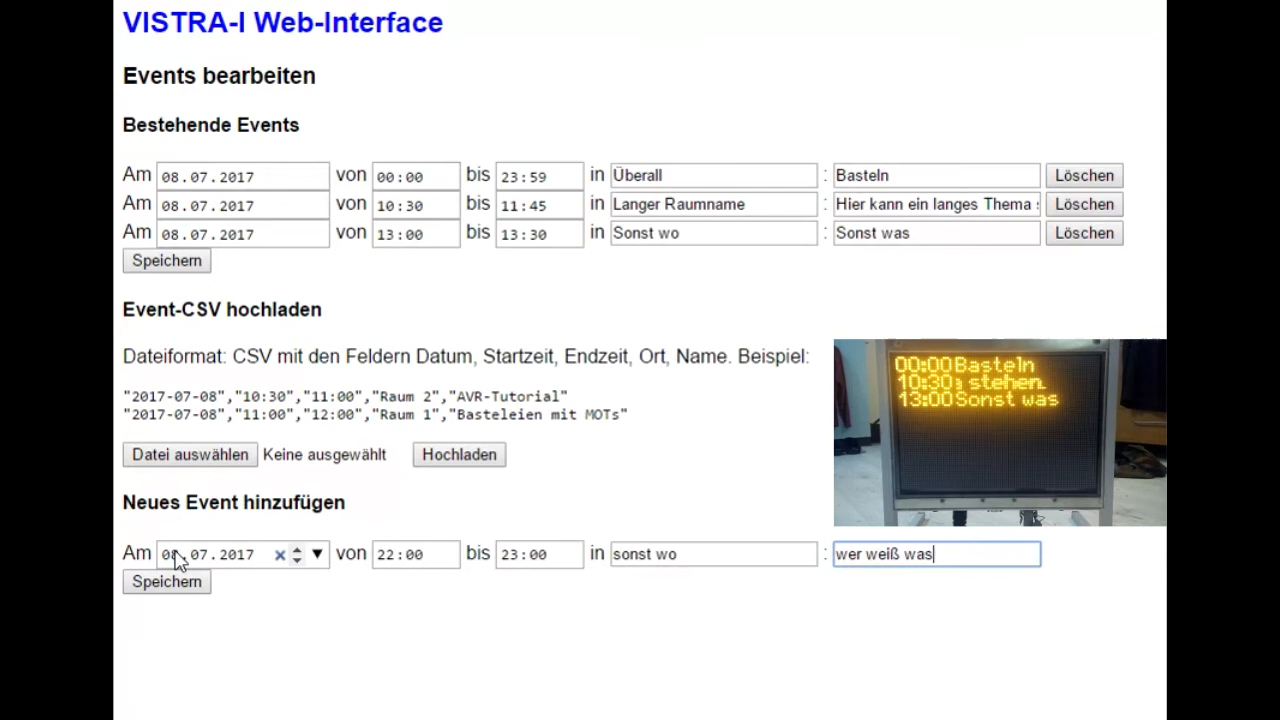 VISTRA-I Web-Interface
Events bearbeiten
Bestehende Events
Am 08.07.2017 von 00:00 bis 23:59 in Überall : Basteln Löschen
Am 08.07.2017 von 10:30 bis 11:45 in Langer Raumname : Hier kann ein langes Thema s Löschen
Am 08.07.2017 von 13:00 bis 13:30 in Sonst wo : Sonst was Löschen
Speichern
Event-CSV hochladen
Dateiformat: CSV mit den Feldern Datum, Startzeit, Endzeit, Ort, Name. Beispiel:
"2017-07-08","10:30","11:00","Raum 2","AVR-Tutorial"
"2017-07-08","11:00","12:00","Raum 1","Basteleien mit MOTs"
Datei auswählen Keine ausgewählt Hochladen
00:00Basteln
10:30 stehen.
13:00Sonst was
Neues Event hinzufügen
Am 08.07.2017 von 22:00 bis 23:00 in sonst wo : wer weiß was
Speichern